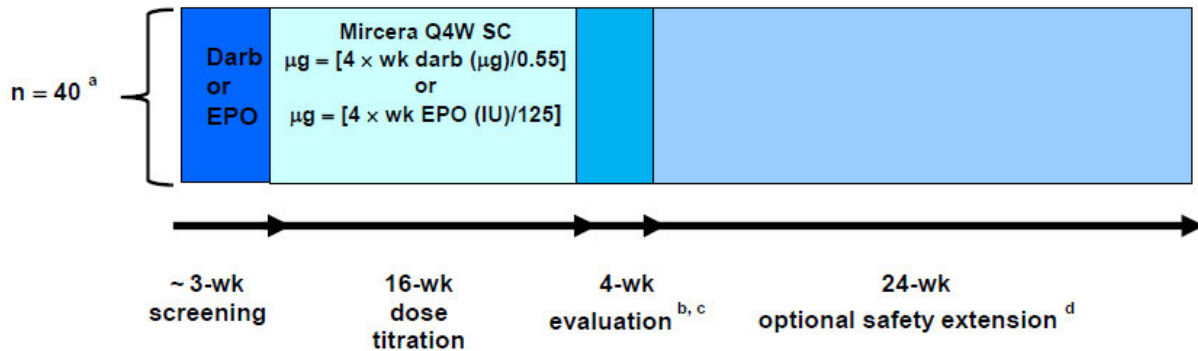 n = 40 a
Darb
or
EPO
Mircera Q4W SC
μg = [4 × wk darb (μg)/0.55]
or
μg = [4 × wk EPO (IU)/125]
~ 3-wk
screening
16-wk
dose
titration
4-wk
evaluation b, c
24-wk
optional safety extension d